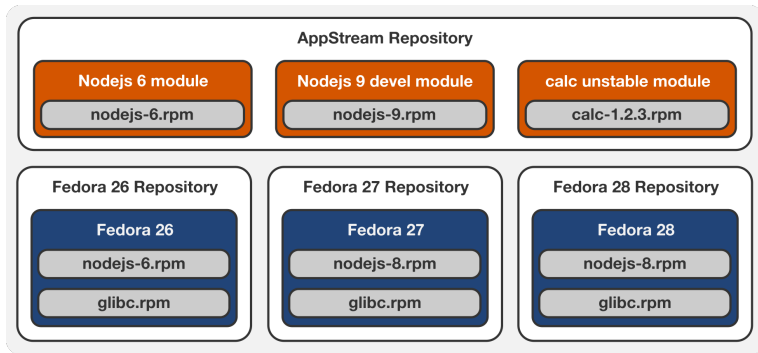 AppStream Repository
Nodejs 6 module
Nodejs 9 devel module
calc unstable module
nodejs-6.rpm
nodejs-9.rpm
calc-1.2.3.rpm
Fedora 26 Repository
Fedora 27 Repository
Fedora 28 Repository
Fedora 26
Fedora 27
Fedora 28
nodejs-6.rpm
nodejs-8.rpm
nodejs-8.rpm
glibc.rpm
glibc.rpm
glibc.rpm